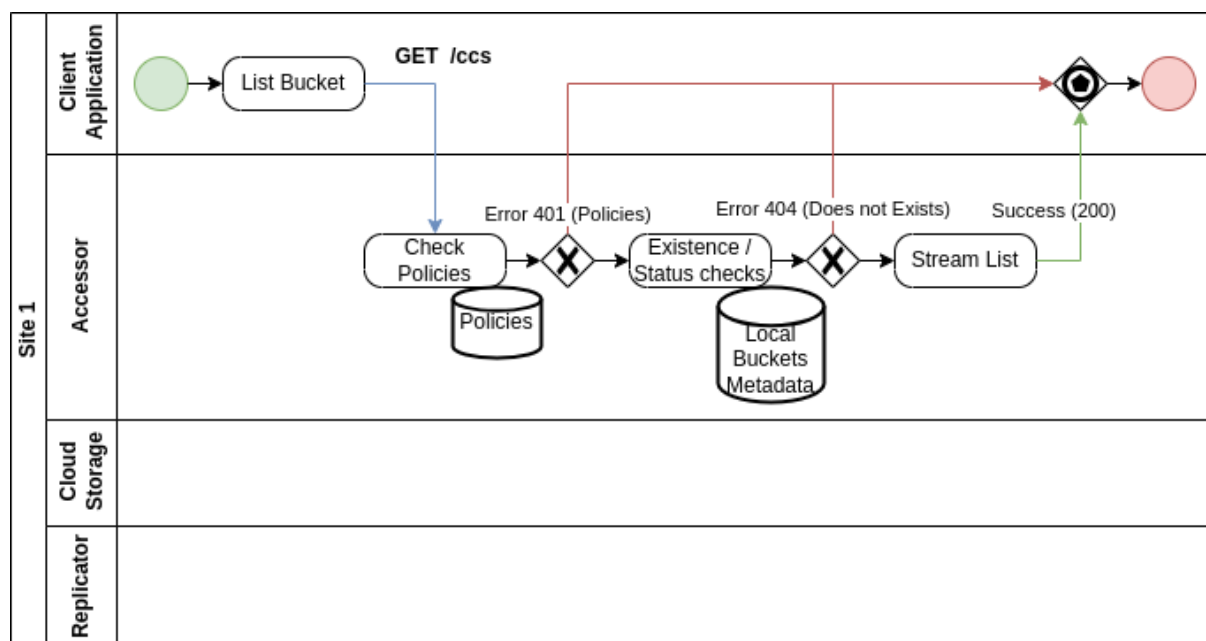 Site 1
Client
Application
List Bucket
GET /ccs
Accessor
Error 401 (Policies)
Error 404 (Does not Exists)
Success (200)
Check
Policies
Existence /
Status checks
Stream List
Policies
Local
Buckets
Metadata
Cloud
Storage
Replicator